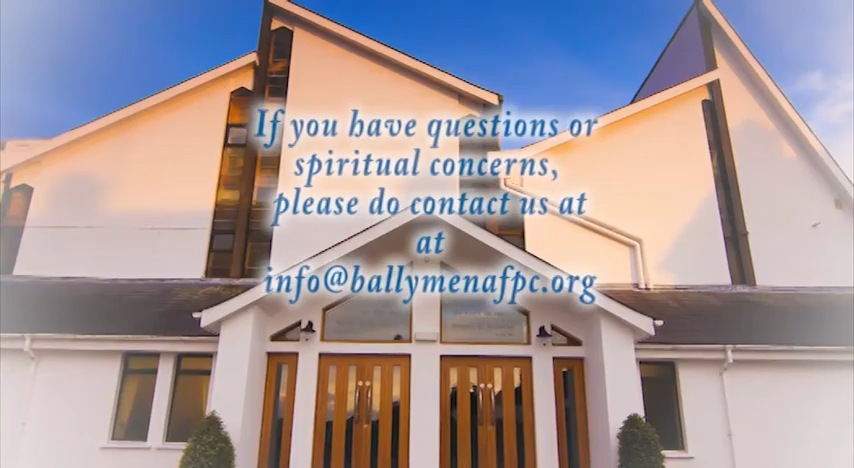 If you have questions or
spiritual concerns,
please do contact us at
at
info@ballymenafpc.org